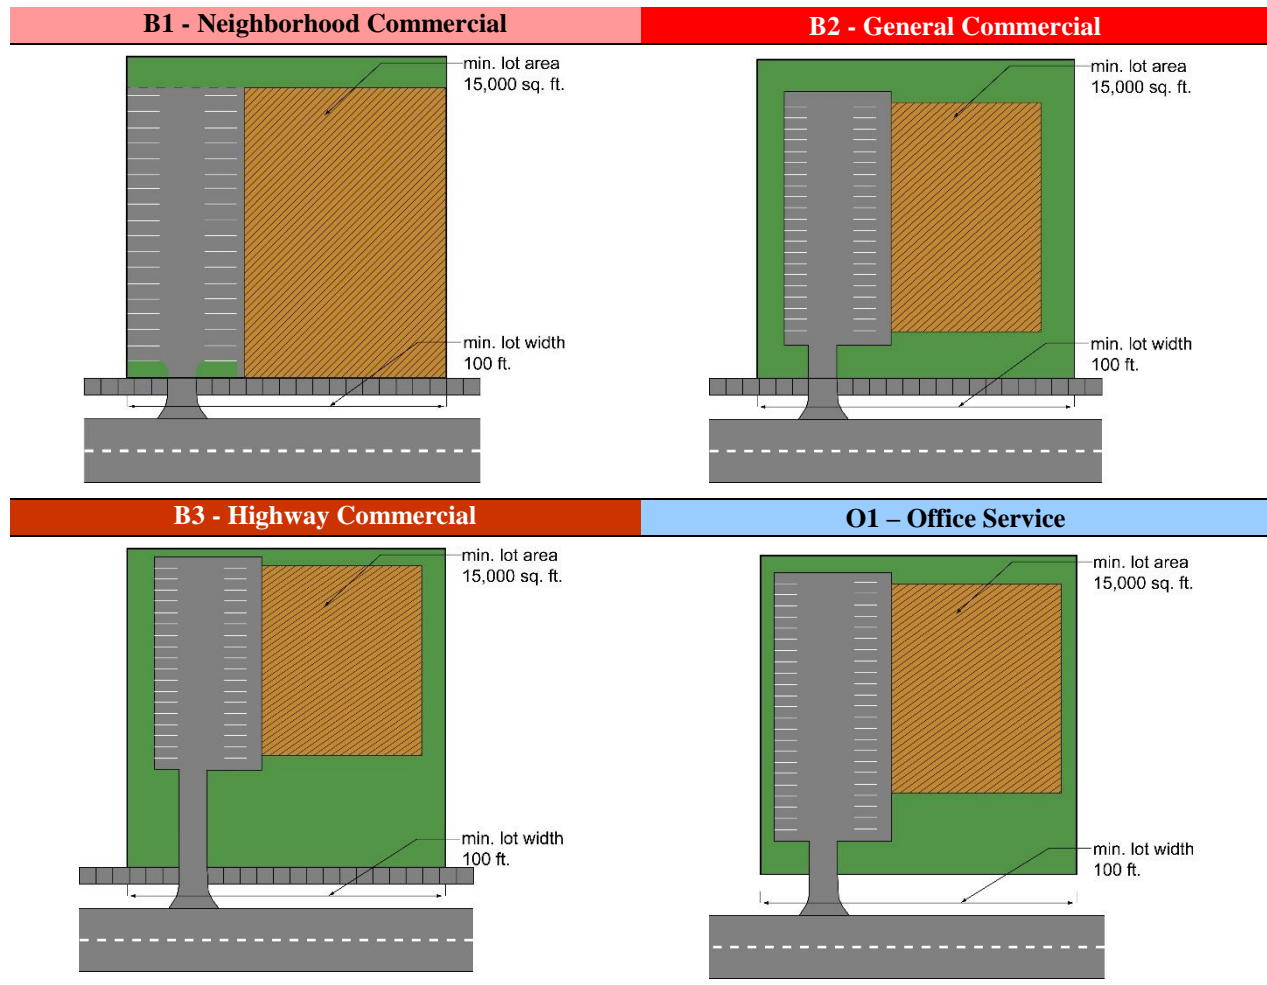 B1 - Neighborhood Commercial
min. lot area
15,000 sq. ft.
min. lot width
100 ft.
B2 - General Commercial
min. lot area
15,000 sq. ft.
min. lot width
100 ft.
B3 - Highway Commercial
min. lot area
15,000 sq. ft.
min. lot width
100 ft.
O1 – Office Service
min. lot area
15,000 sq. ft.
min. lot width
100 ft.